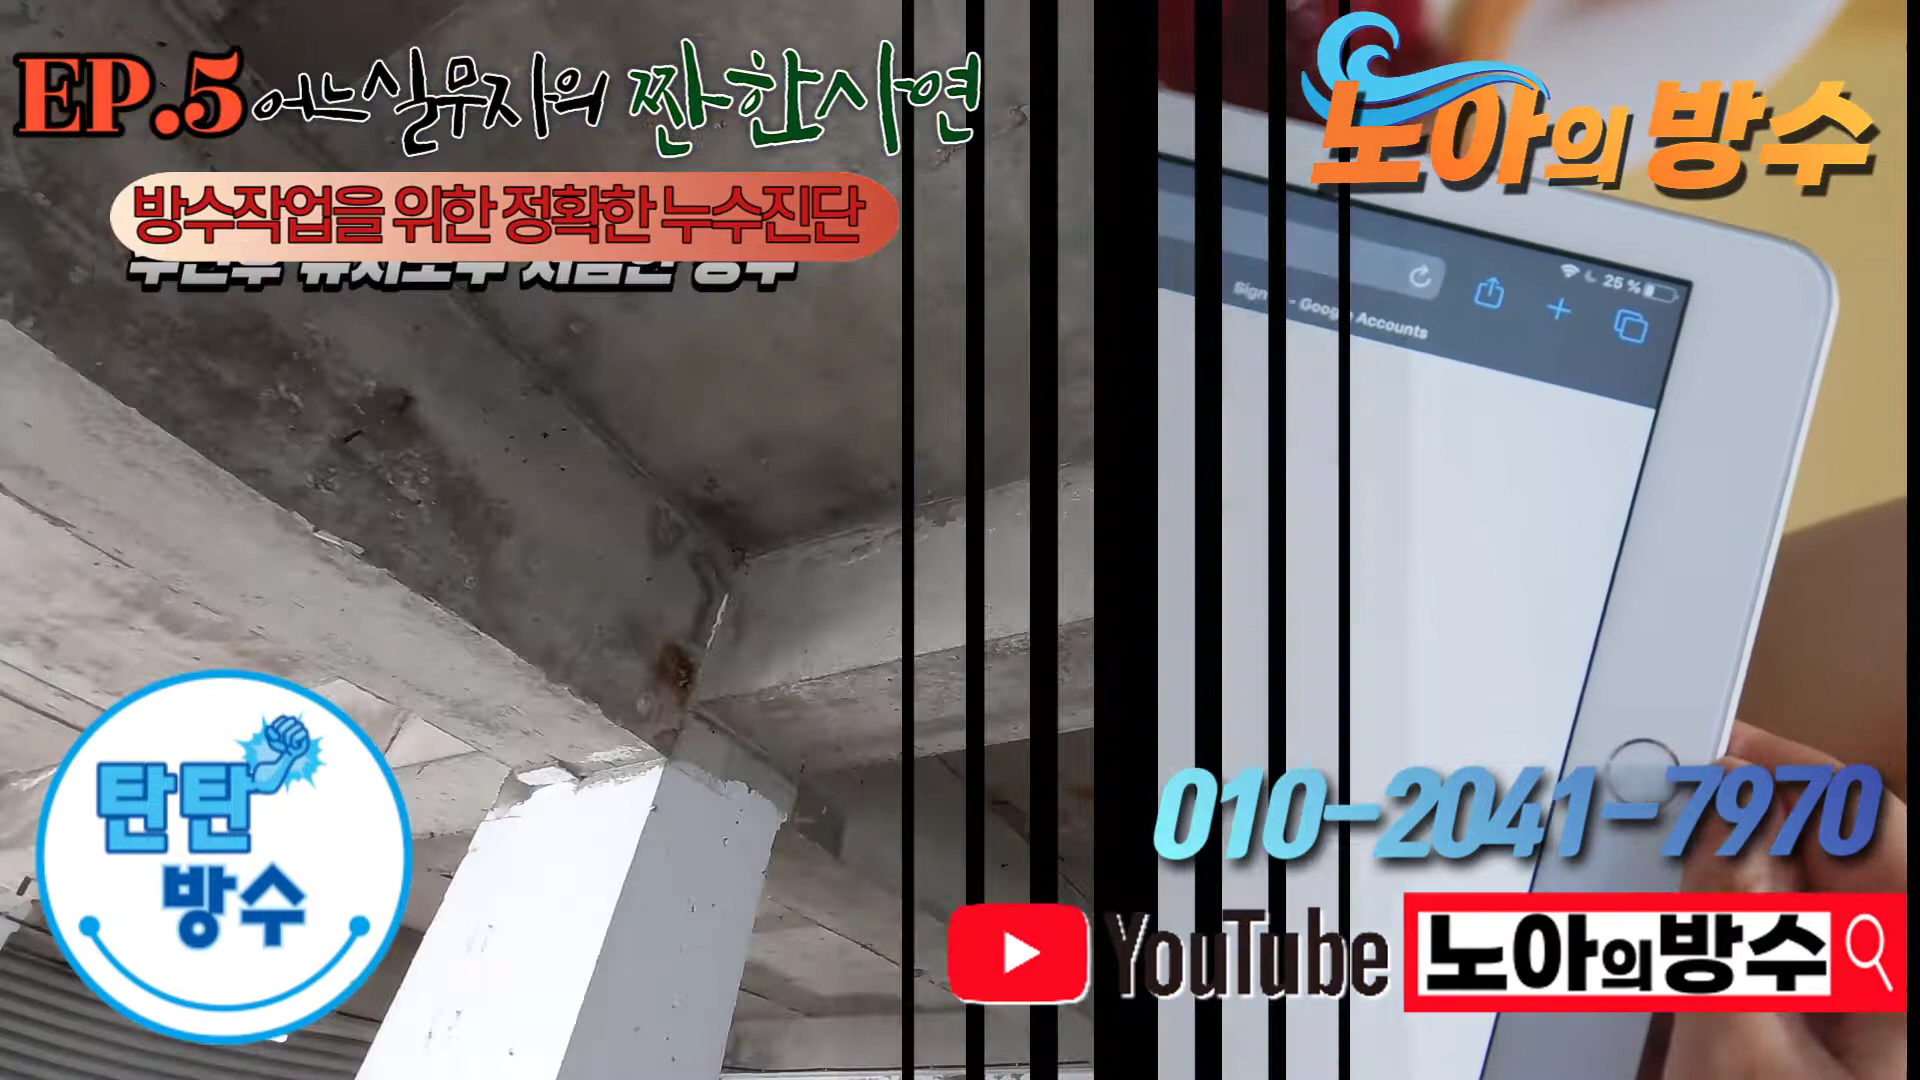 EP.5 어느 실무자의 짠한사연
방수작업을 위한 정확한 누수진단
노아의 방수
25 %
Google Accounts
탄탄
방수
010-2041-7970
YouTube 노아의방수